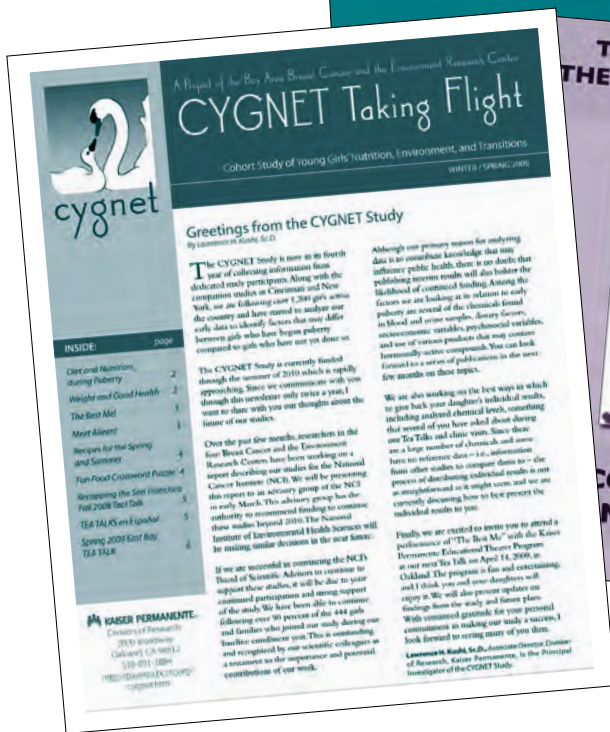 A Project of the Bay Area Breast Cancer and the Environment Research Center
CYGNET Taking Flight
Cohort Study of Young Girls' Nutrition, Environment, and Transitions
WINTER / SPRING 2009
cygnet
INSIDE: page
Diet and Nutrition
during Puberty 2
Weight and Good Health 2
The Best Me! 3
Meet Aileen! 3
Recipes for the Spring
and Summer 4
Fun Food Crossword Puzzle 4
Recapping the San Francisco
Fall 2008 Tea Talk 5
TEA TALKS en Español 5
Spring 2009 East Bay
TEA TALK 6
KAISER PERMANENTE
Division of Research
2000 Broadway
Oakland, CA 94612
Greetings from the CYGNET Study
By Lawrence H. Kushi, Sc.D.
The CYGNET Study is now in its fourth
year of collecting information from
dedicated study participants. Along with the
companion studies in Cincinnati and New
York, we are following over 1,200 girls across
the country and have started to analyze our
early data to identify factors that may differ
between girls who have begun puberty
compared to girls who have not yet done so.
The CYGNET Study is currently funded
through the summer of 2010 which is rapidly
approaching. Since we communicate with you
through this newsletter only twice a year, I
want to share with you our thoughts about the
future of our studies.
Over the past few months, researchers in the
four Breast Cancer and the Environment
Research Centers have been working on a
report describing our studies for the National
Cancer Institute (NCI). We will be presenting
this report to an advisory group of the NCI
in early March. This advisory group has the
authority to recommend funding to continue
these studies beyond 2010. The National
Institute of Environmental Health Sciences will
be making similar decisions in the near future.
If we are successful in convincing the NCI's
Board of Scientific Advisors to continue to
support these studies, it will be due to your
continued participation and strong support
of the study. We have been able to continue
following over 90 percent of the 444 girls
and families who joined our study during our
baseline enrollment year. This is outstanding
and recognized by our scientific colleagues as
a testament to the importance and potential
contributions of our work.
Although our primary reason for analyzing
data is to contribute knowledge that may
influence public health, there is no doubt that
publishing interim results will also bolster the
likelihood of continued funding. Among the
factors we are looking at in relation to early
puberty are several of the chemicals found
in blood and urine samples, dietary factors,
socioeconomic variables, psychosocial variables,
and use of various products that may contain
hormonally-active compounds. You can look
forward to a series of publications in the next
few months on these topics.
We are also working on the best ways in which
to give back your daughter's individual results,
including analyzed chemical levels, something
that several of you have asked about during
our Tea Talks and clinic visits. Since there
are a large number of chemicals and some
have no reference data – i.e., information
from other studies to compare them to – the
process of distributing individual results is not
as straightforward as it might seem, and we are
currently discussing how to best present the
individual results to you.
Finally, we are excited to invite you to attend a
performance of "The Best Me" with the Kaiser
Permanente Educational Theater Program
at our next Tea Talk on April 18, 2009, in
Oakland. The program is fun and entertaining,
and I think you and your daughters will
enjoy it. We will also present updates on
findings from the study and future plans.
With continued gratitude for your personal
commitment to making our study a success, I
look forward to seeing many of you then.
Lawrence H. Kushi, Sc.D., Associate Director, Division
of Research, Kaiser Permanente, is the Principal
Investigator of the CYGNET Study.
THE